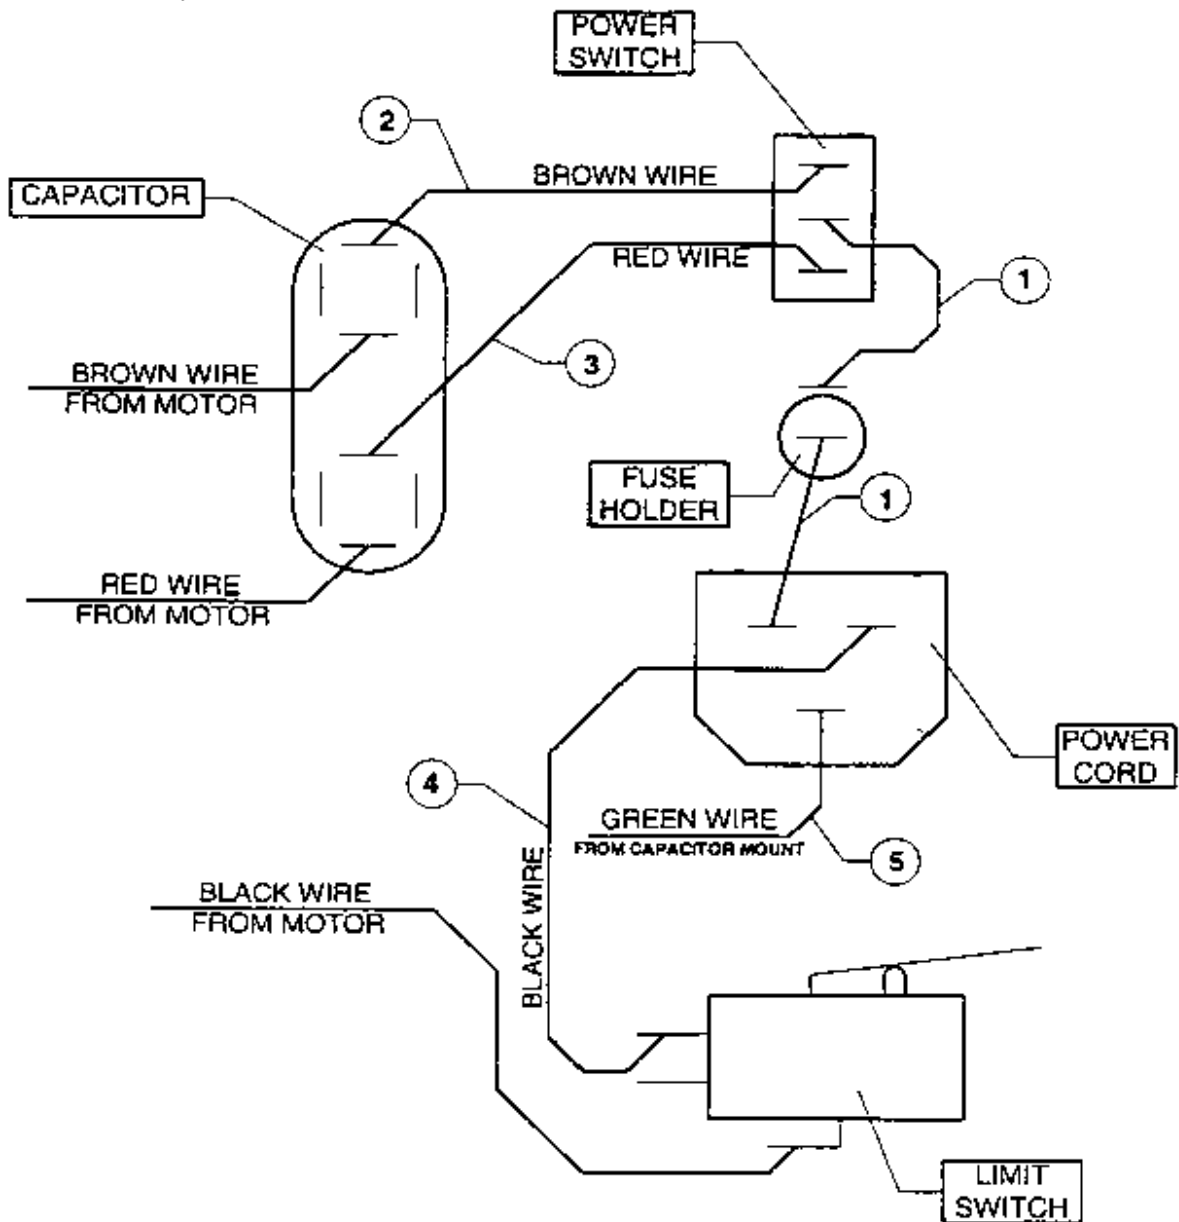 POWER
SWITCH
2
BROWN WIRE
CAPACITOR
RED WIRE
1
3
BROWN WIRE
FROM MOTOR
FUSE
HOLDER
1
RED WIRE
FROM MOTOR
POWER
CORD
4
GREEN WIRE
FROM CAPACITOR MOUNT
5
BLACK WIRE
BLACK WIRE
FROM MOTOR
LIMIT
SWITCH